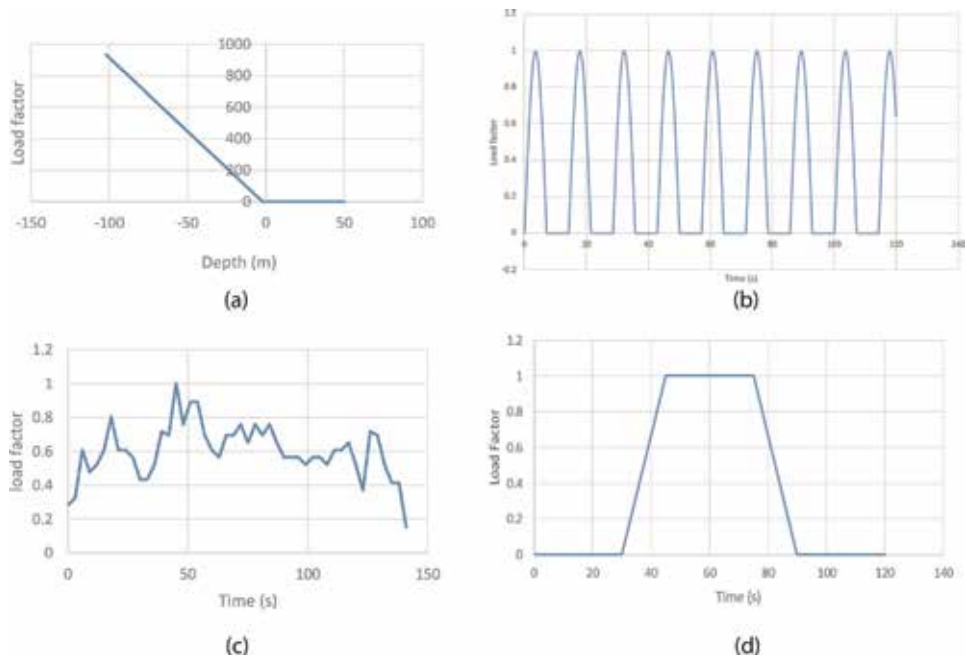 1000
800
600
400
200
0
Load factor
-150 -100 -50 0 50 100
Depth (m)
(a)
1.2
1
0.8
0.6
0.4
0.2
0
-0.2
Load factor
0 20 40 60 80 100 120 140
Time (s)
(b)
1.2
1
0.8
0.6
0.4
0.2
0
load factor
0 50 100 150
Time (s)
(c)
1.2
1
0.8
0.6
0.4
0.2
0
Load Factor
0 20 40 60 80 100 120 140
Time (s)
(d)